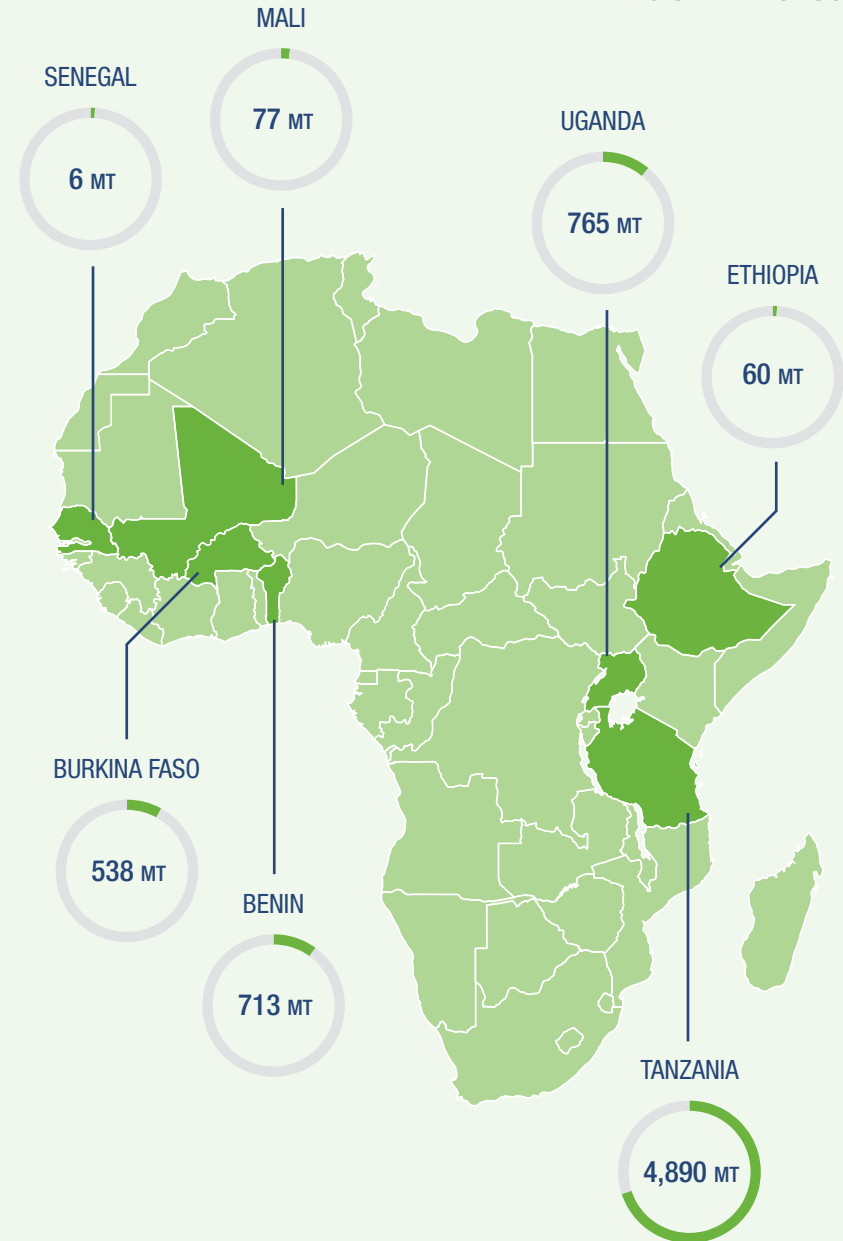 MALI
77 MT
SENEGAL
6 MT
UGANDA
765 MT
ETHIOPIA
60 MT
BURKINA FASO
538 MT
BENIN
713 MT
TANZANIA
4,890 MT